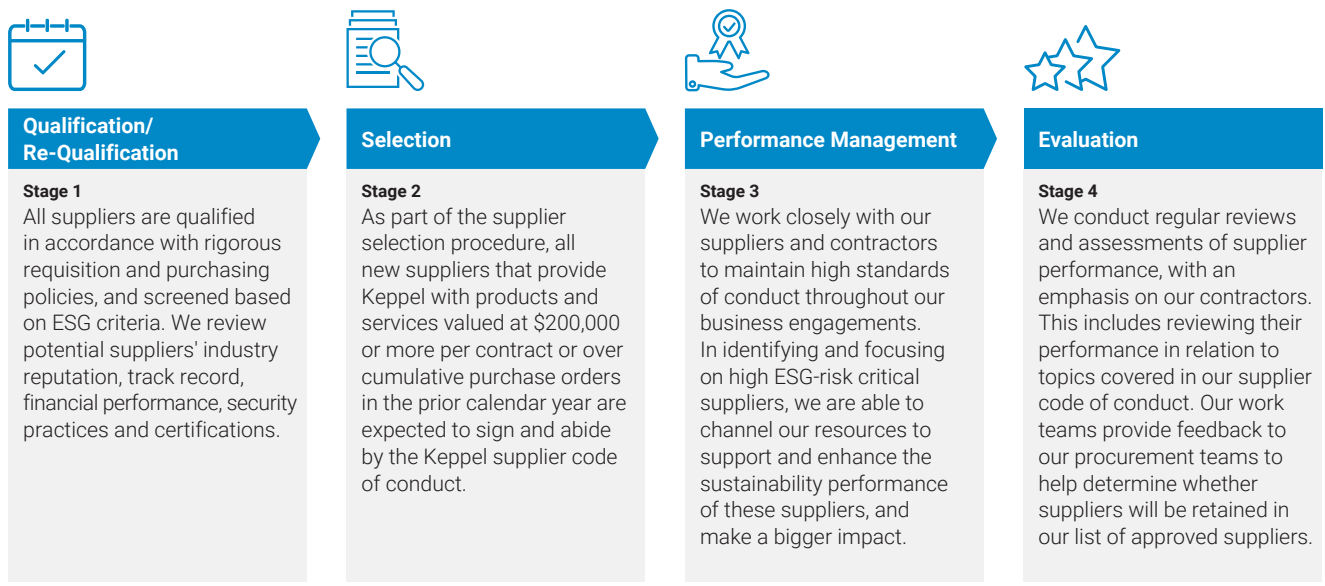 Qualification/
Re-Qualification
Stage 1
All suppliers are qualified
in accordance with rigorous
requisition and purchasing
policies, and screened based
on ESG criteria. We review
potential suppliers' industry
reputation, track record,
financial performance, security
practices and certifications.
Selection
Stage 2
As part of the supplier
selection procedure, all
new suppliers that provide
Keppel with products and
services valued at $200,000
or more per contract or over
cumulative purchase orders
in the prior calendar year are
expected to sign and abide
by the Keppel supplier code
of conduct.
Performance Management
Stage 3
We work closely with our
suppliers and contractors
to maintain high standards
of conduct throughout our
business engagements.
In identifying and focusing
on high ESG-risk critical
suppliers, we are able to
channel our resources to
support and enhance the
sustainability performance
of these suppliers, and
make a bigger impact.
Evaluation
Stage 4
We conduct regular reviews
and assessments of supplier
performance, with an
emphasis on our contractors.
This includes reviewing their
performance in relation to
topics covered in our supplier
code of conduct. Our work
teams provide feedback to
our procurement teams to
help determine whether
suppliers will be retained in
our list of approved suppliers.